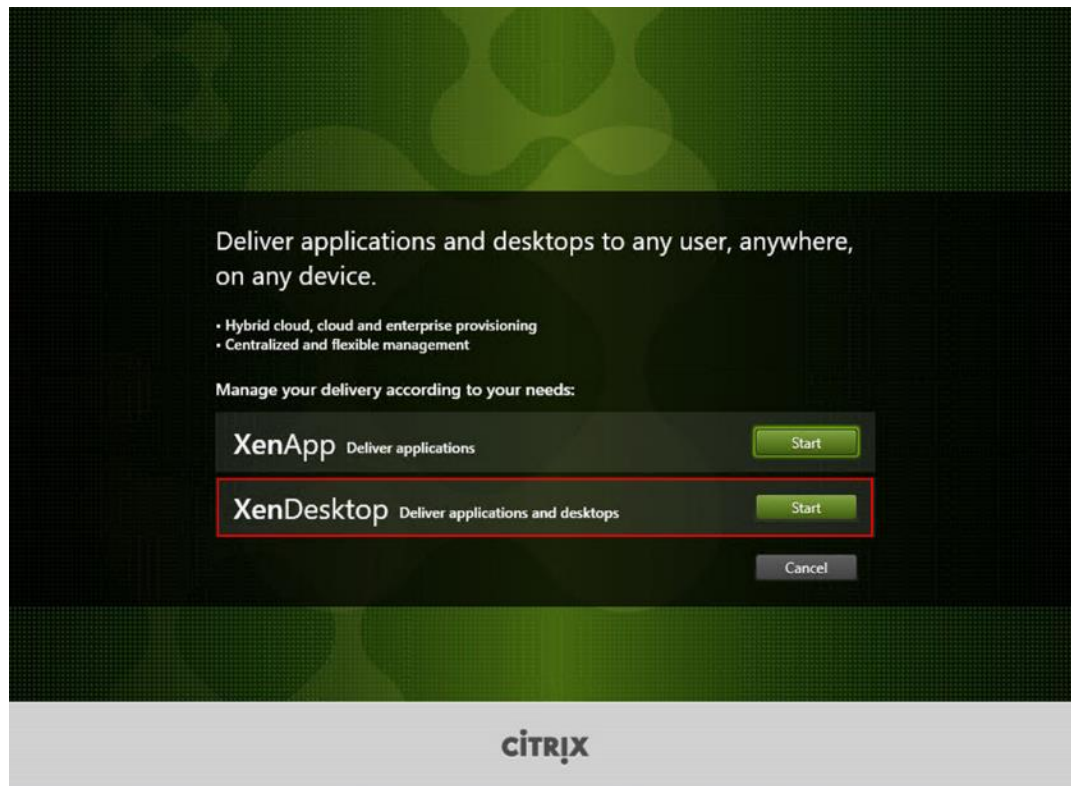 Deliver applications and desktops to any user, anywhere,
on any device.
• Hybrid cloud, cloud and enterprise provisioning
• Centralized and flexible management
Manage your delivery according to your needs:
XenApp Deliver applications Start
XenDesktop Deliver applications and desktops Start
Cancel
CİTRỊX